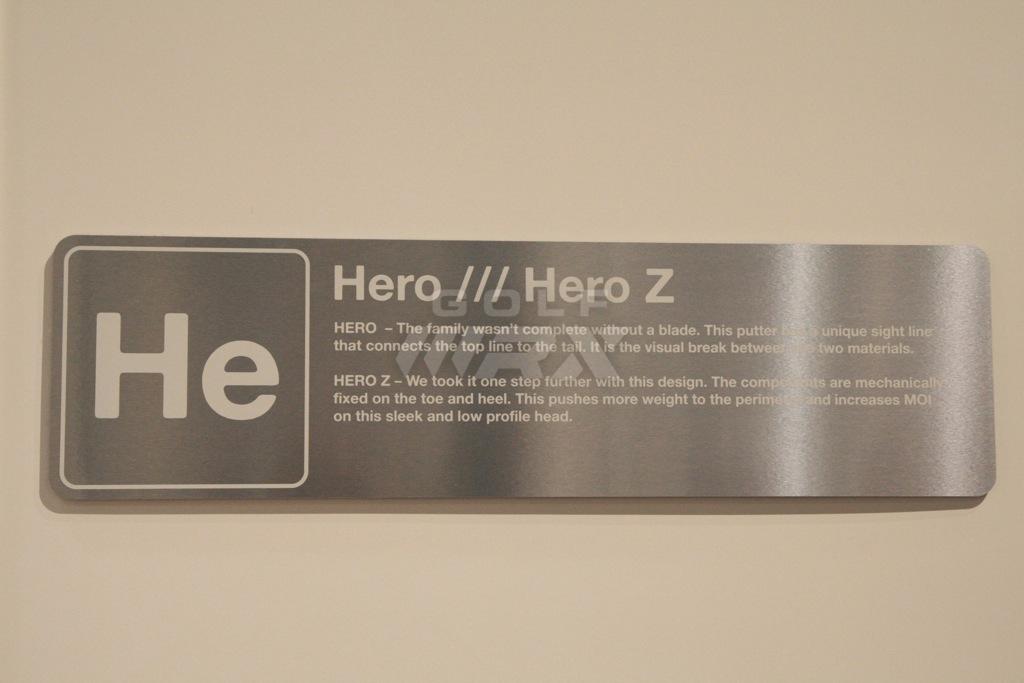 He
Hero /// Hero Z
HERO – The family wasn't complete without a blade. This putter has a unique sight line
that connects the top line to the tail. It is the visual break between the two materials.
HERO Z – We took it one step further with this design. The components are mechanically
fixed on the toe and heel. This pushes more weight to the perimeter and increases MOI
on this sleek and low profile head.
GOLF
WRX